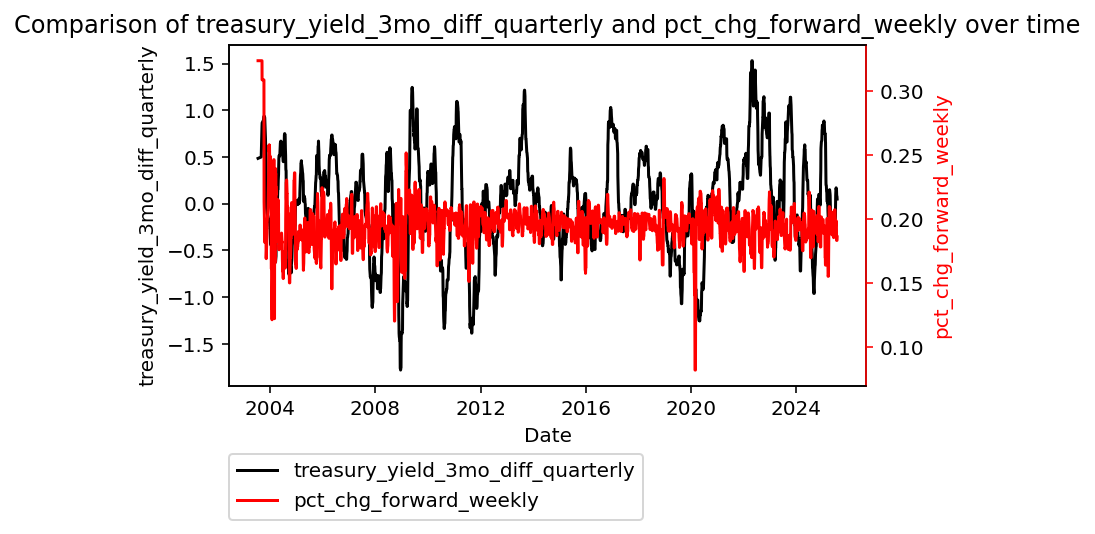 Comparison of treasury_yield_3mo_diff_quarterly and pct_chg_forward_weekly over time
treasury_yield_3mo_diff_quarterly
1.5
1.0
0.5
0.0
−0.5
−1.0
−1.5
0.30
0.25
0.20
0.15
0.10
pct_chg_forward_weekly
2004 2008 2012 2016 2020 2024
Date
treasury_yield_3mo_diff_quarterly
pct_chg_forward_weekly